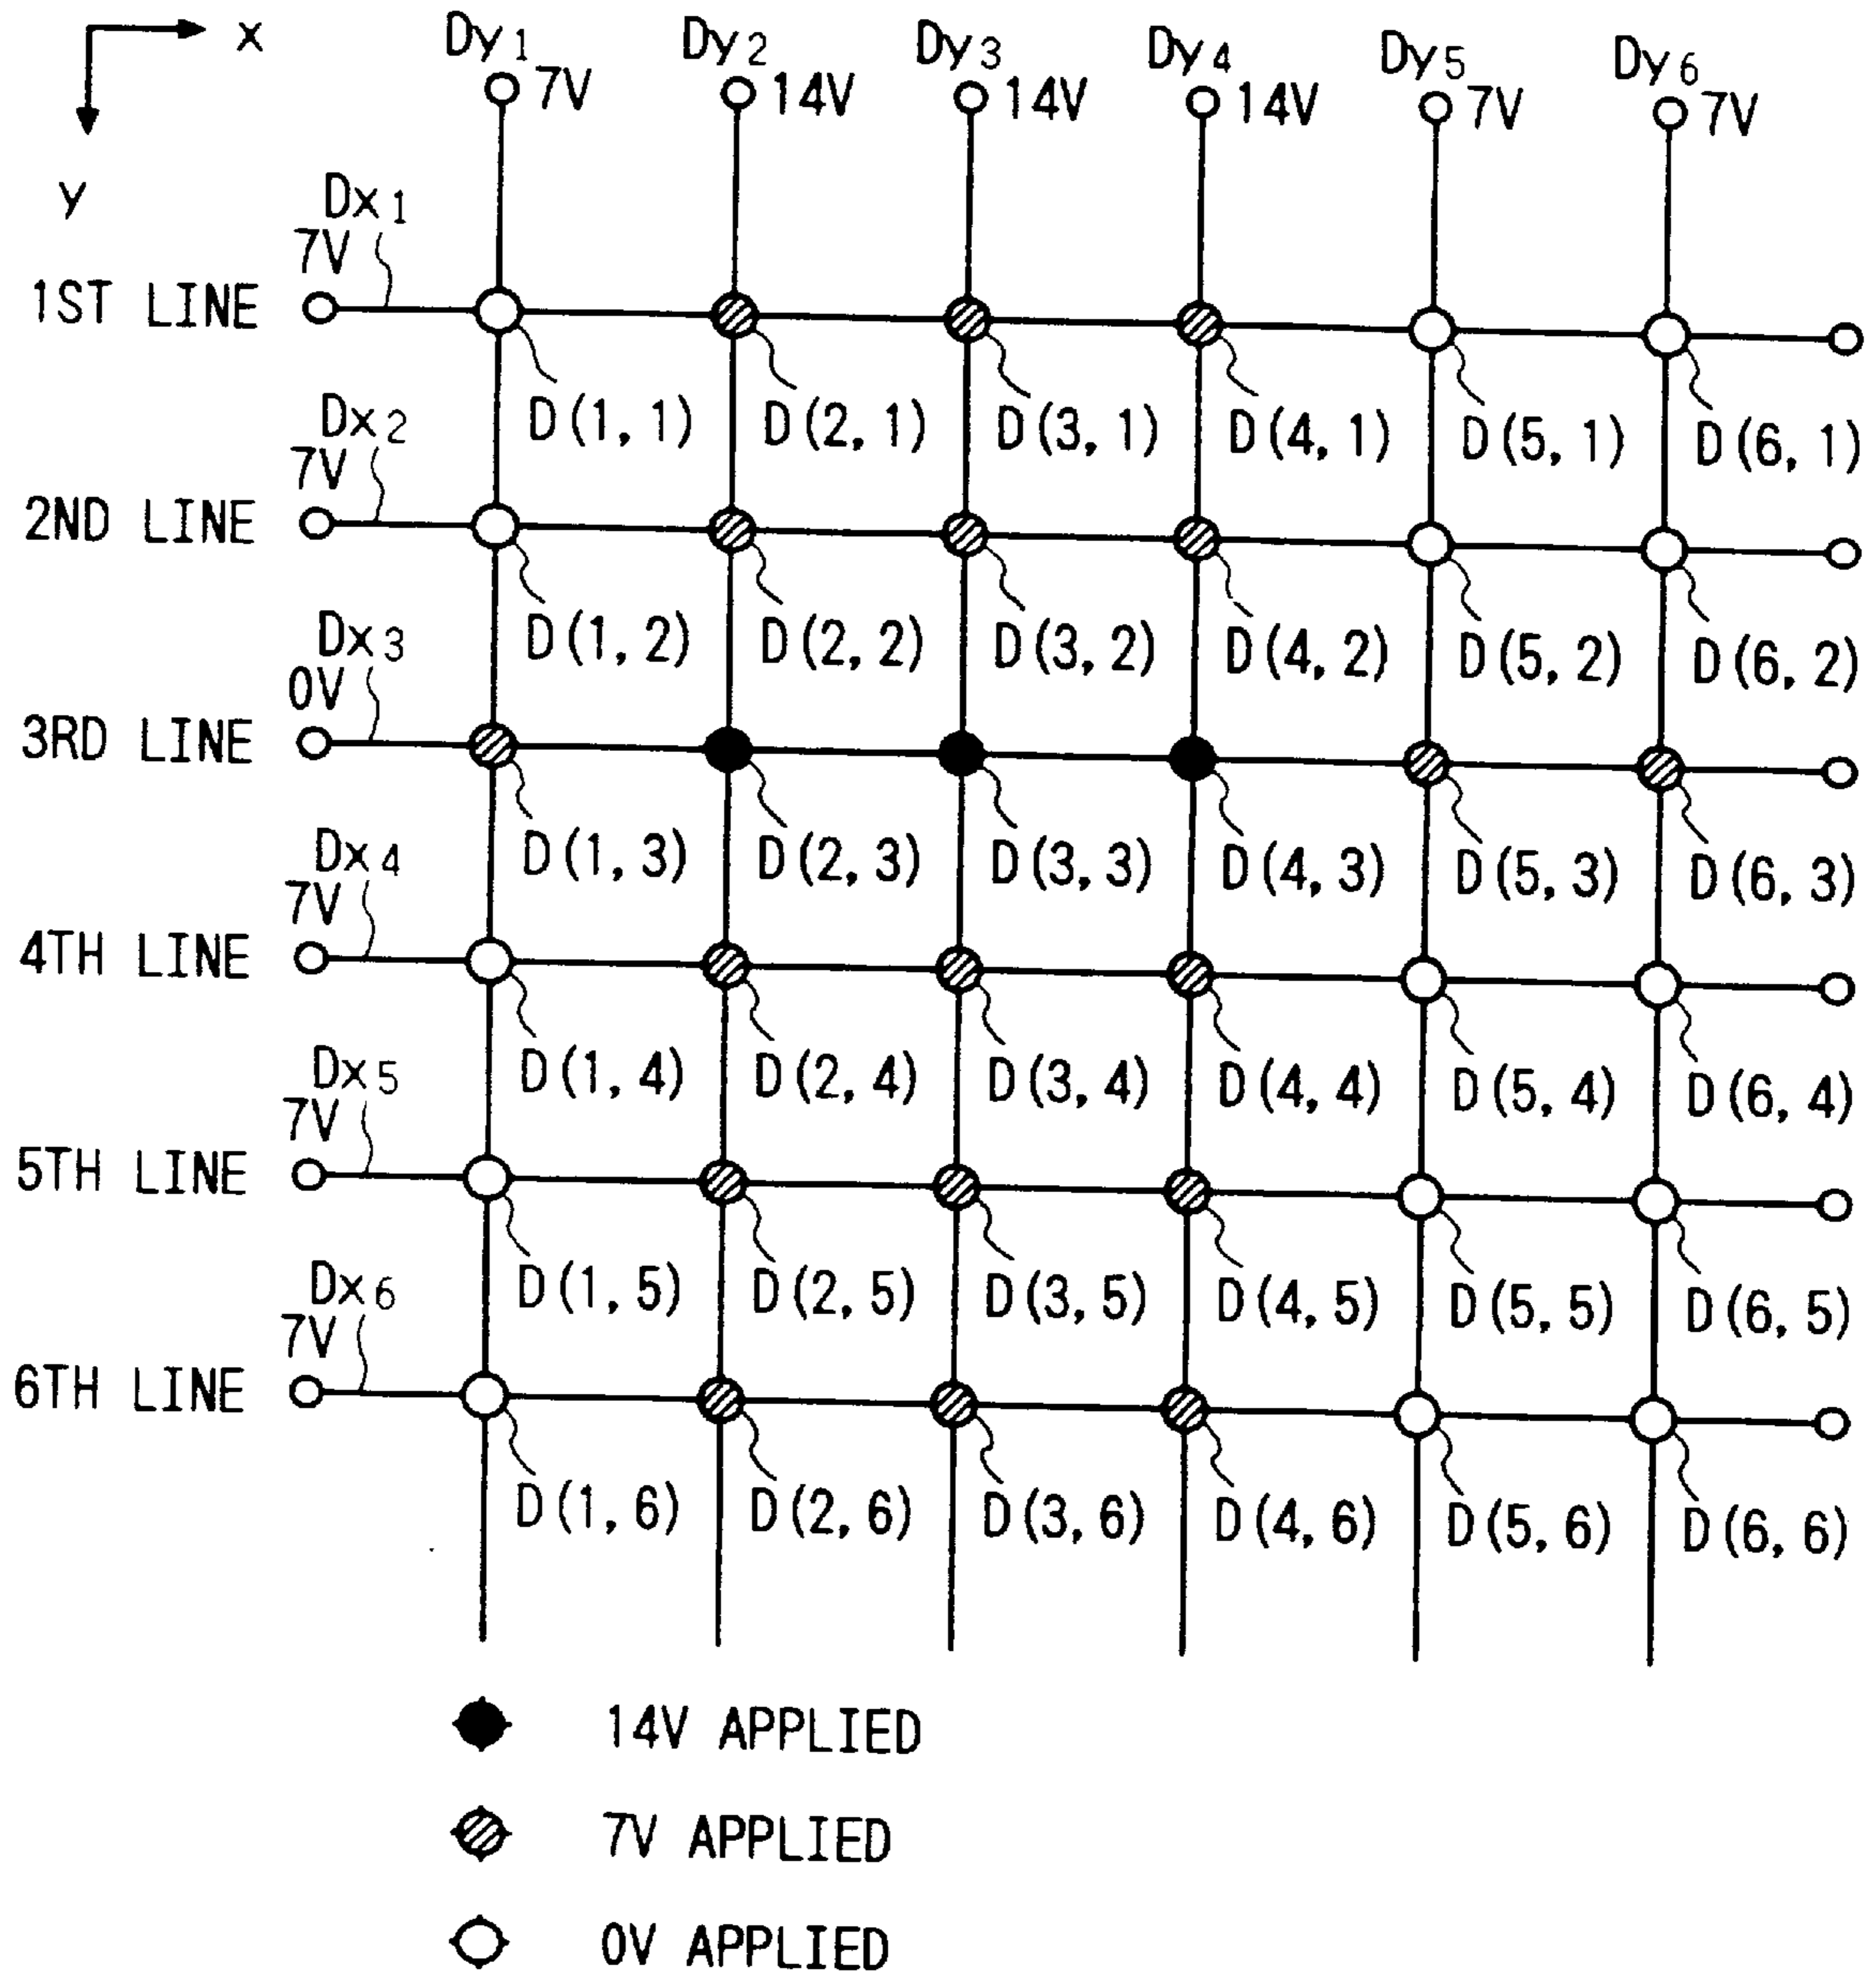 x
y
Dy1 Dy2 Dy3 Dy4 Dy5 Dy6
7V 14V 14V 14V 7V 7V
Dx1
7V
1ST LINE
D(1, 1) D(2, 1) D(3, 1) D(4, 1) D(5, 1) D(6, 1)
Dx2
7V
2ND LINE
D(1, 2) D(2, 2) D(3, 2) D(4, 2) D(5, 2) D(6, 2)
Dx3
0V
3RD LINE
D(1, 3) D(2, 3) D(3, 3) D(4, 3) D(5, 3) D(6, 3)
Dx4
7V
4TH LINE
D(1, 4) D(2, 4) D(3, 4) D(4, 4) D(5, 4) D(6, 4)
Dx5
7V
5TH LINE
D(1, 5) D(2, 5) D(3, 5) D(4, 5) D(5, 5) D(6, 5)
Dx6
7V
6TH LINE
D(1, 6) D(2, 6) D(3, 6) D(4, 6) D(5, 6) D(6, 6)
14V APPLIED
7V APPLIED
0V APPLIED